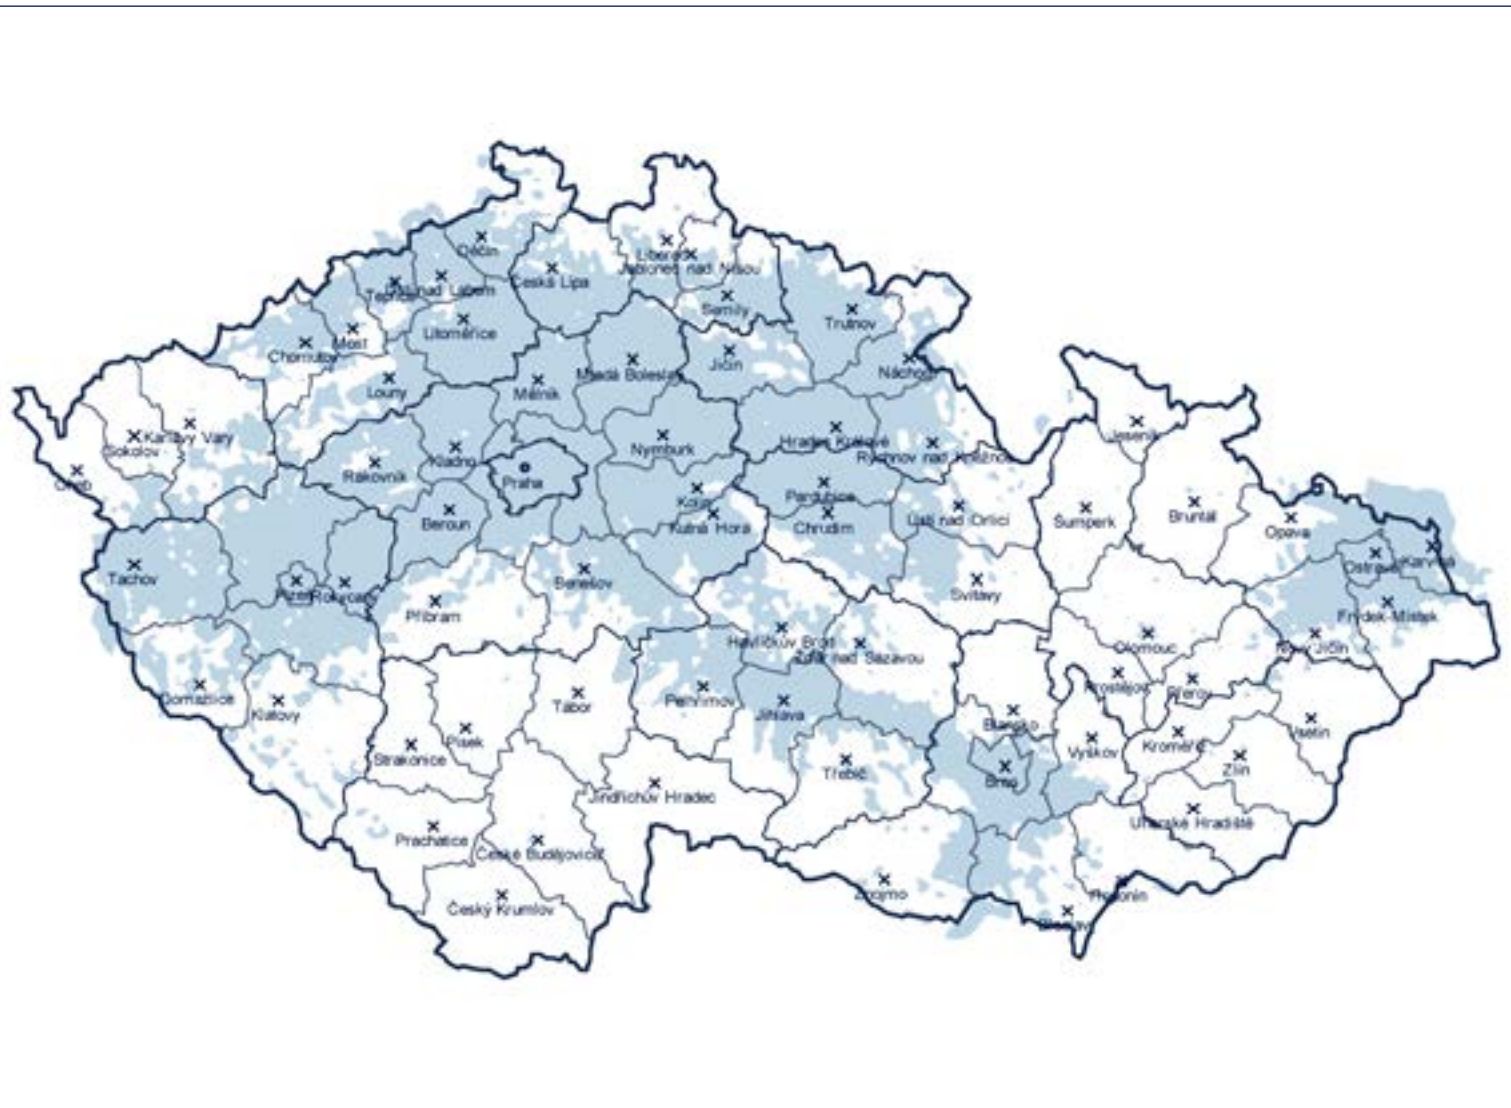 Děčín
Liberec
Jablonec nad Nisou
Teplice
Ústí nad Labem
Česká Lípa
Semily
Trutnov
Litoměřice
Most
Chomutov
Jičín
Náchod
Mladá Boleslav
Louny
Mělník
Jeseník
Karlovy Vary
Sokolov
Hradec Králové
Rychnov nad Kněžnou
Nymburk
Kladno
Rakovník
Praha
Cheb
Kolín
Pardubice
Beroun
Kutná Hora
Chrudim
Ústí nad Orlicí
Šumperk
Bruntál
Opava
Ostrava
Karviná
Tachov
Plzeň
Rokycany
Benešov
Svitavy
Příbram
Frýdek-Místek
Havlíčkův Brod
Žďár nad Sázavou
Olomouc
Nový Jičín
Domažlice
Klatovy
Tábor
Pelhřimov
Jihlava
Prostějov
Přerov
Blansko
Písek
Strakonice
Vyškov
Kroměříž
Vsetín
Třebíč
Brno
Zlín
Jindřichův Hradec
Uherské Hradiště
Prachatice
České Budějovice
Znojmo
Hodonín
Český Krumlov
Břeclav